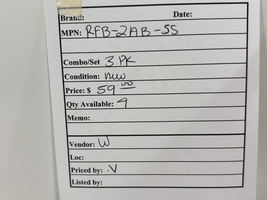 Brand: Date:
MPN: RFB-2AB-SS
Combo/Set 3 PK
Condition: new
Price: $ 59.00
Qty Available: 9
Memo:
Vendor: W
Loc:
Priced by: .V
Listed by: